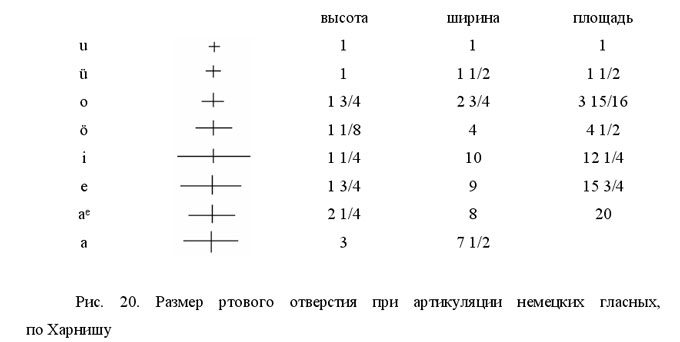 высота ширина площадь
u 1 1 1
ü 1 1 1/2 1 1/2
o 1 3/4 2 3/4 3 15/16
ö 1 1/8 4 4 1/2
i 1 1/4 10 12 1/4
e 1 3/4 9 15 3/4
aᵉ 2 1/4 8 20
a 3 7 1/2
Рис. 20. Размер ртового отверстия при артикуляции немецких гласных,
по Харнишу